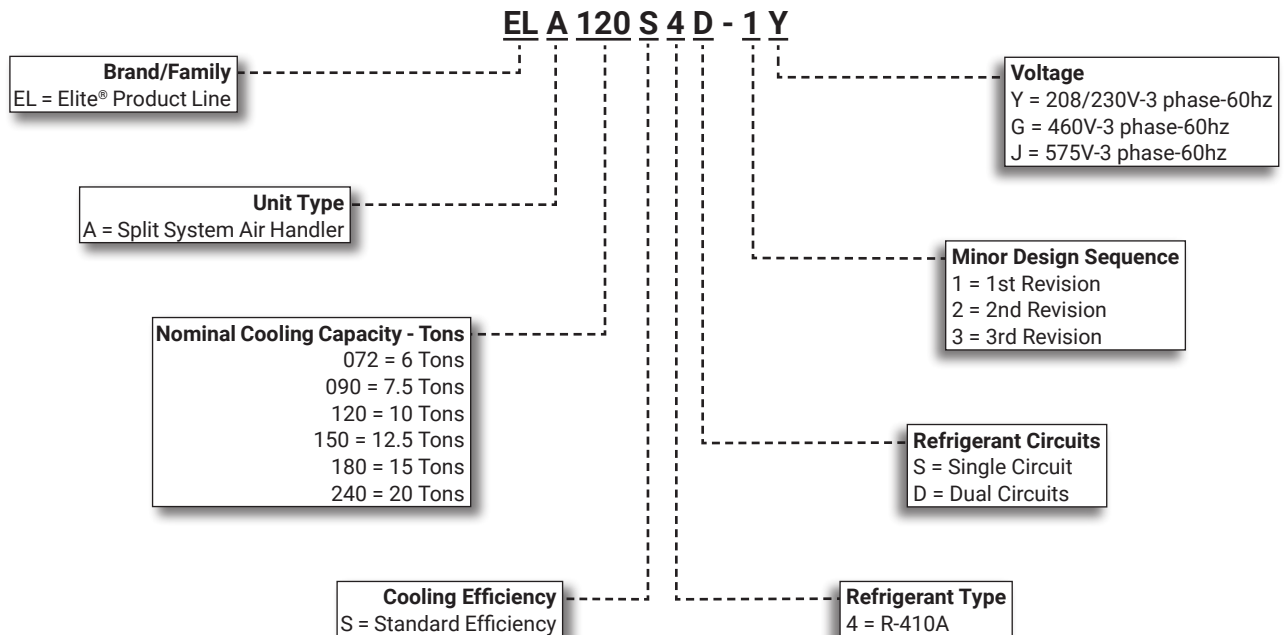 EL A 120 S 4 D - 1 Y
Brand/Family
EL = Elite® Product Line
Voltage
Y = 208/230V-3 phase-60hz
G = 460V-3 phase-60hz
J = 575V-3 phase-60hz
Unit Type
A = Split System Air Handler
Minor Design Sequence
1 = 1st Revision
2 = 2nd Revision
3 = 3rd Revision
Nominal Cooling Capacity - Tons
072 = 6 Tons
090 = 7.5 Tons
120 = 10 Tons
150 = 12.5 Tons
180 = 15 Tons
240 = 20 Tons
Refrigerant Circuits
S = Single Circuit
D = Dual Circuits
Cooling Efficiency
S = Standard Efficiency
Refrigerant Type
4 = R-410A